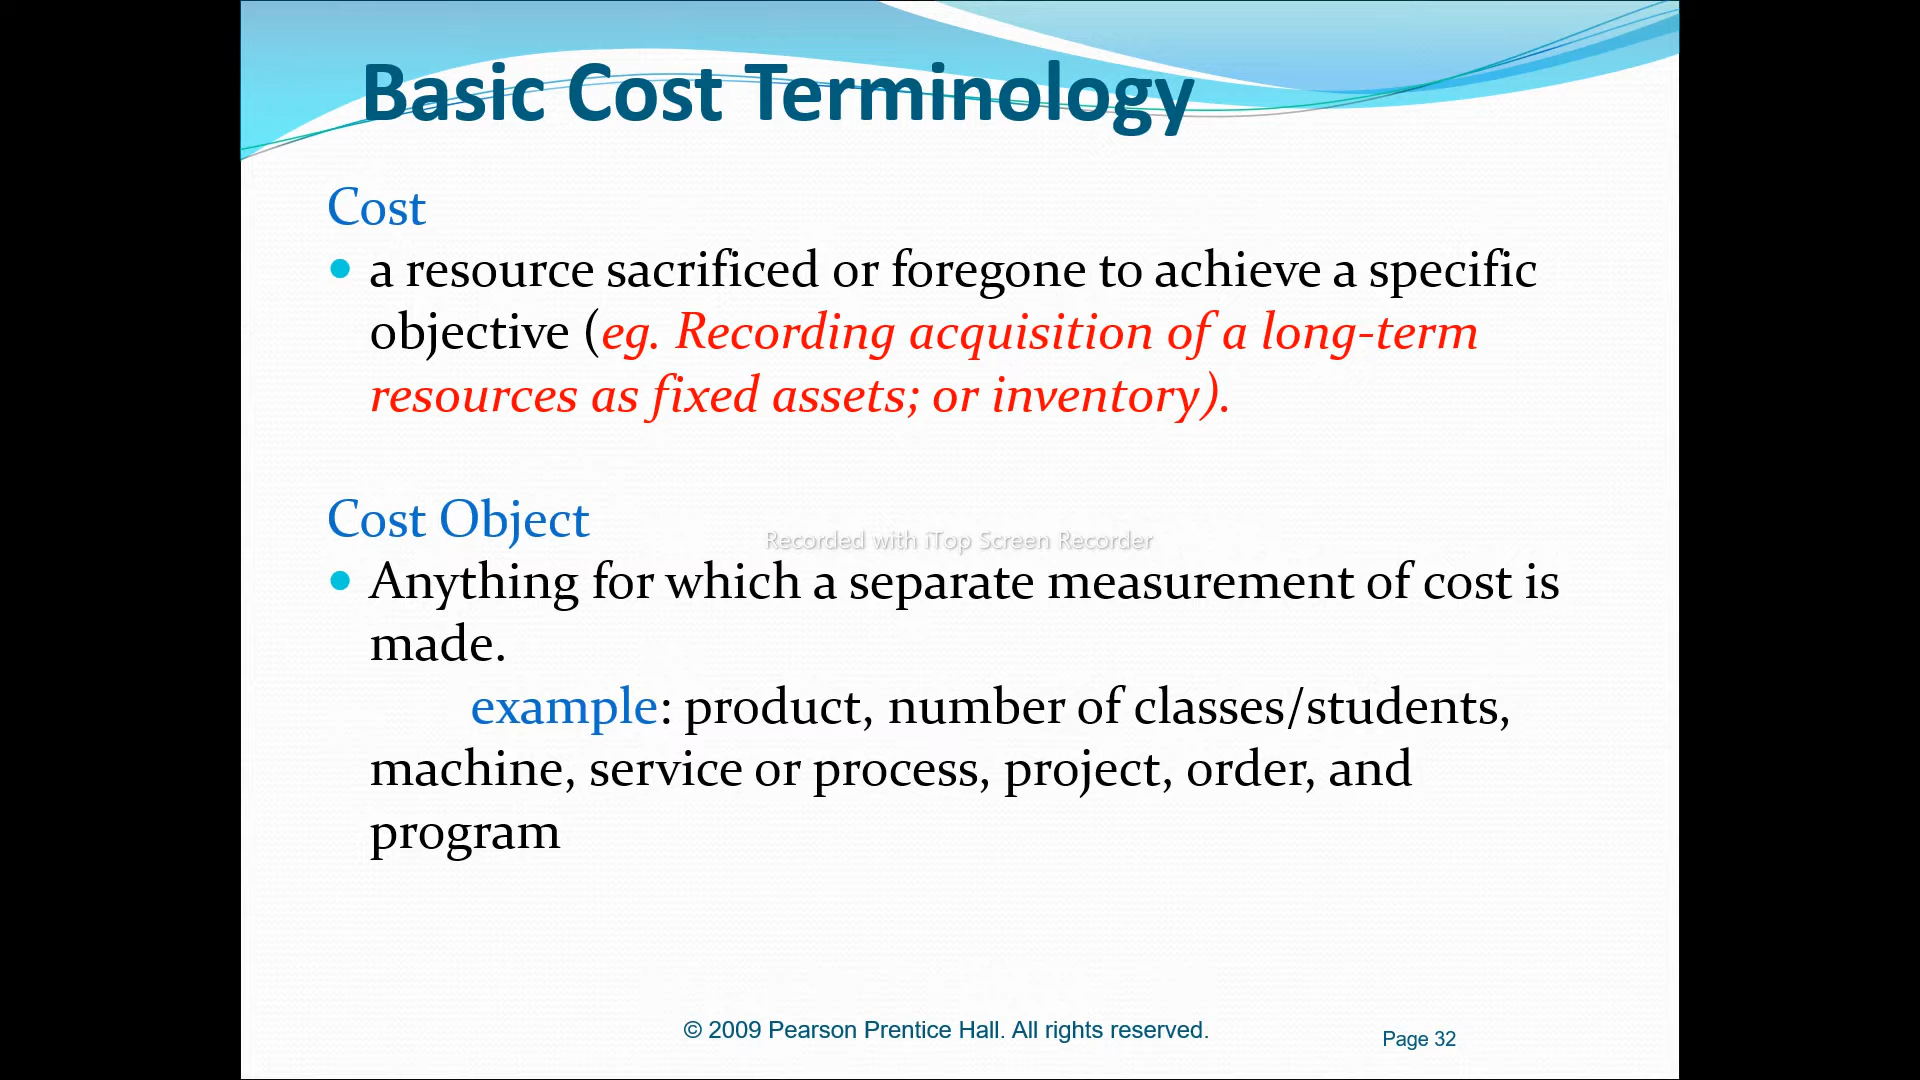 Basic Cost Terminology
Cost
• a resource sacrificed or foregone to achieve a specific
objective (eg. Recording acquisition of a long-term
resources as fixed assets; or inventory).
Cost Object
Recorded with iTop Screen Recorder
• Anything for which a separate measurement of cost is
made.
example: product, number of classes/students,
machine, service or process, project, order, and
program
© 2009 Pearson Prentice Hall. All rights reserved.
Page 32